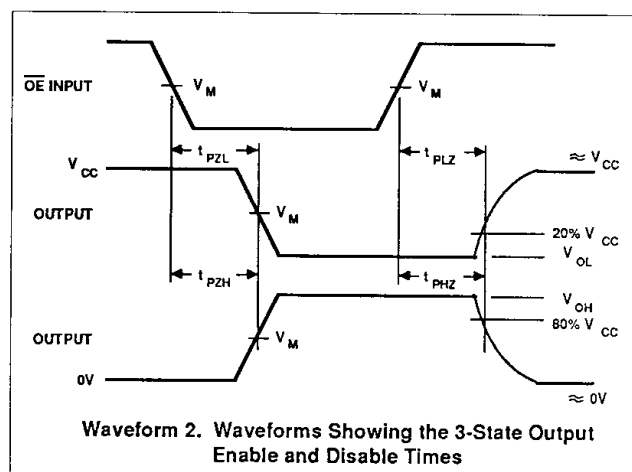 OE INPUT
V M
V M
t PZL
t PLZ
V CC
≈ V CC
OUTPUT
V M
20% V CC
V OL
t PZH
t PHZ
V OH
80% V CC
OUTPUT
V M
0V
≈ 0V
Waveform 2. Waveforms Showing the 3-State Output
Enable and Disable Times